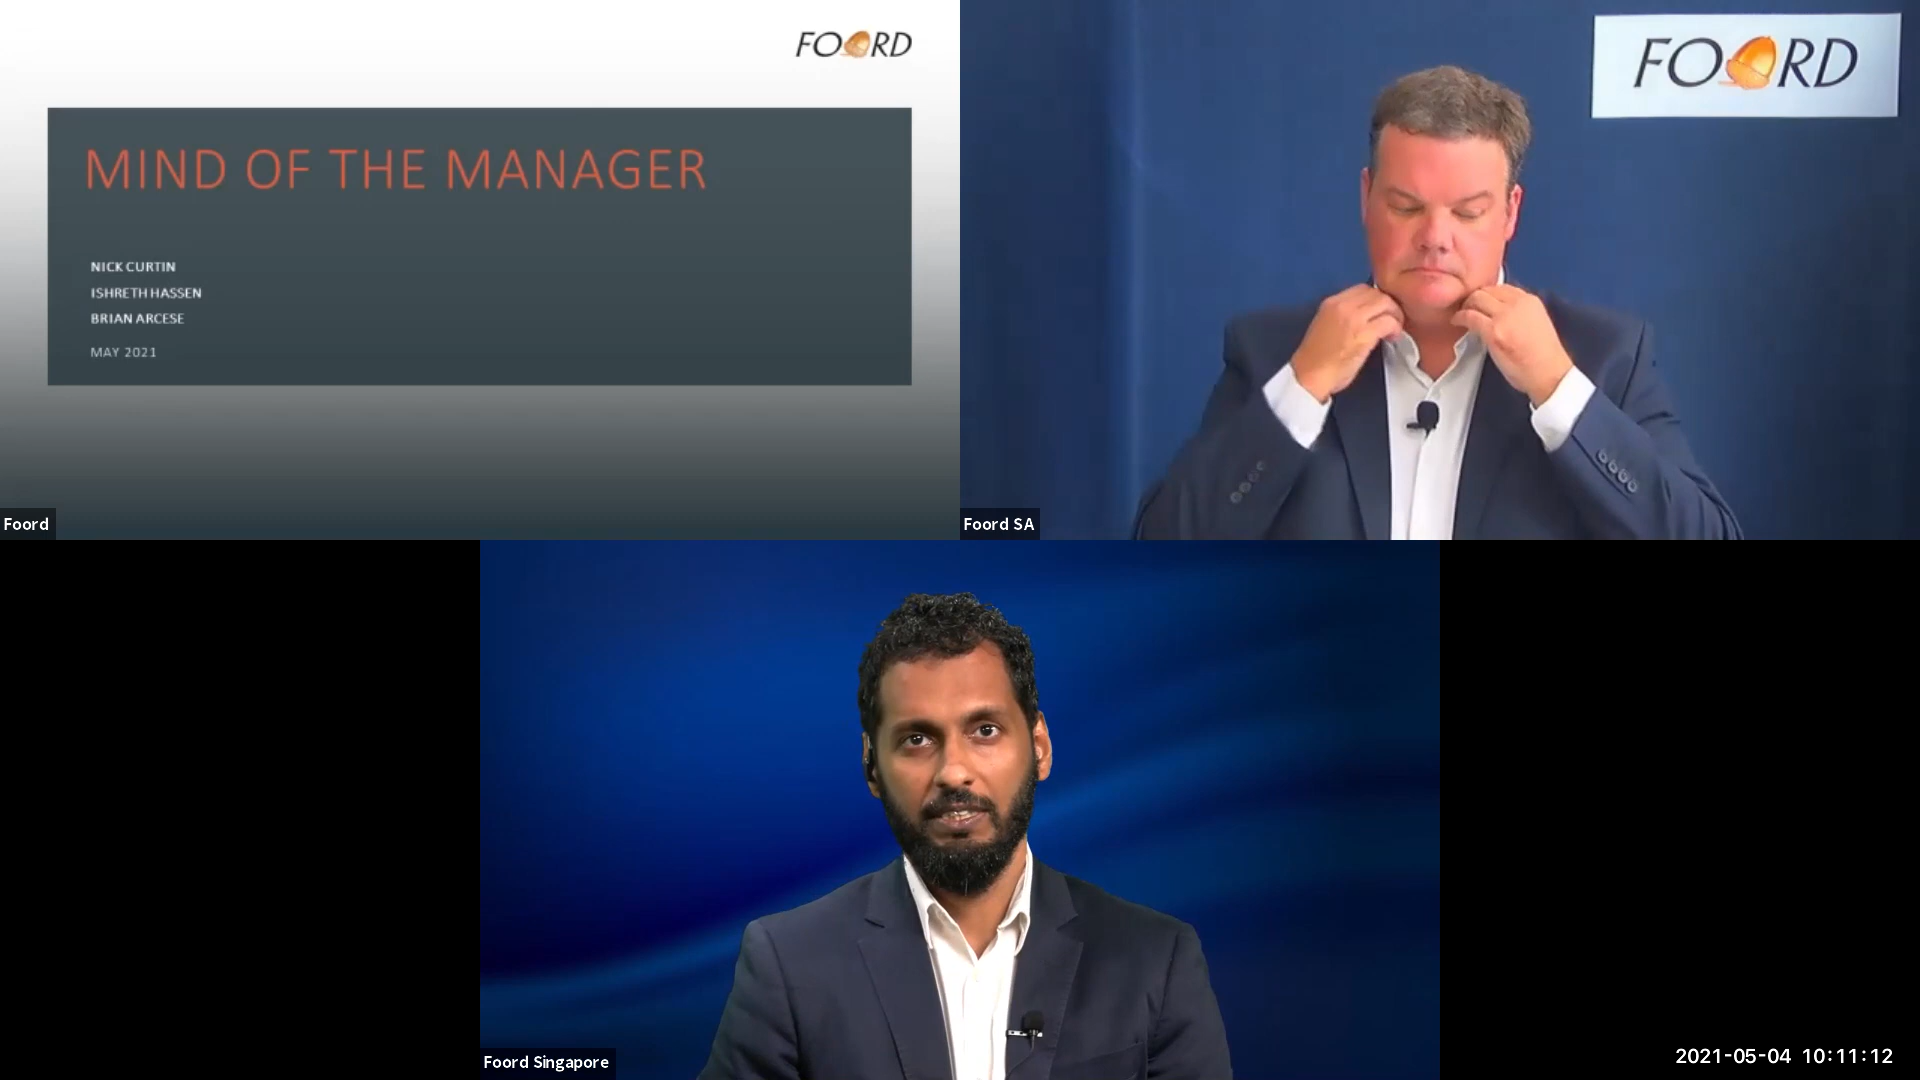 FOORD
MIND OF THE MANAGER
NICK CURTIN
ISHRETH HASSEN
BRIAN ARCESE
MAY 2021
Foord
FOORD
Foord SA
Foord Singapore
2021-05-04 10:11:12